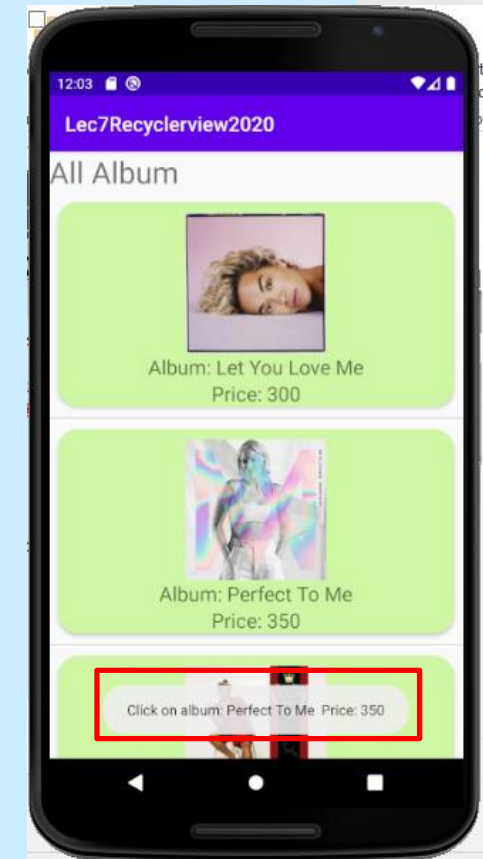 12:03
Lec7Recyclerview2020
All Album
Album: Let You Love Me
Price: 300
Album: Perfect To Me
Price: 350
Click on album: Perfect To Me Price: 350